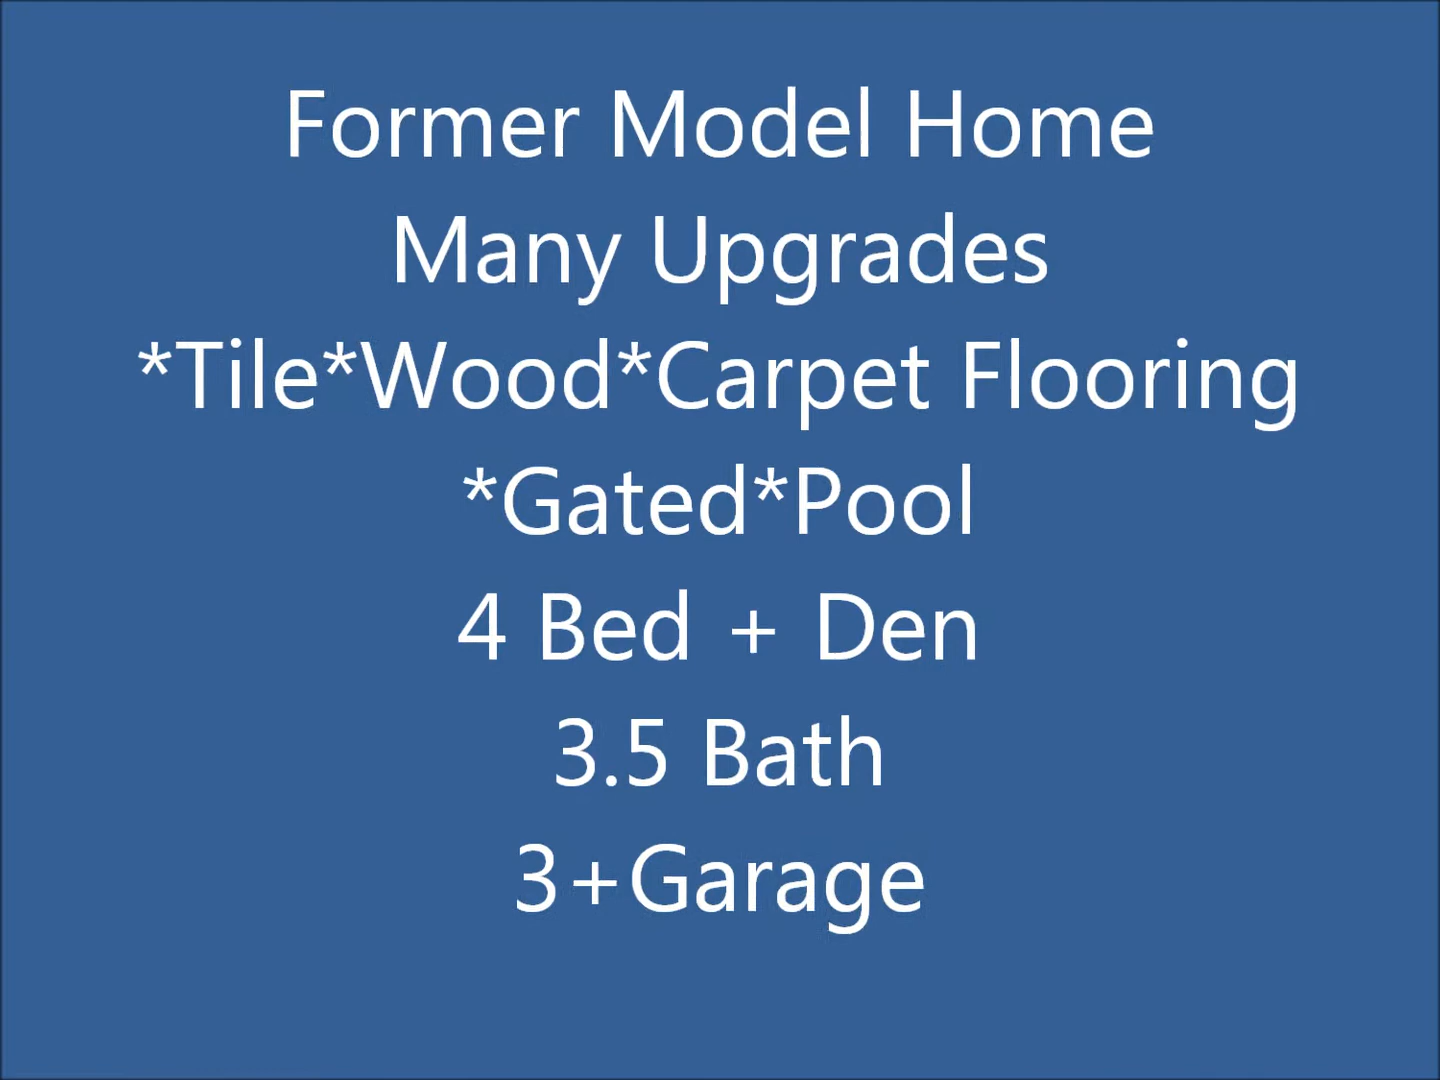 Former Model Home
Many Upgrades
*Tile*Wood*Carpet Flooring
*Gated*Pool
4 Bed + Den
3.5 Bath
3+Garage